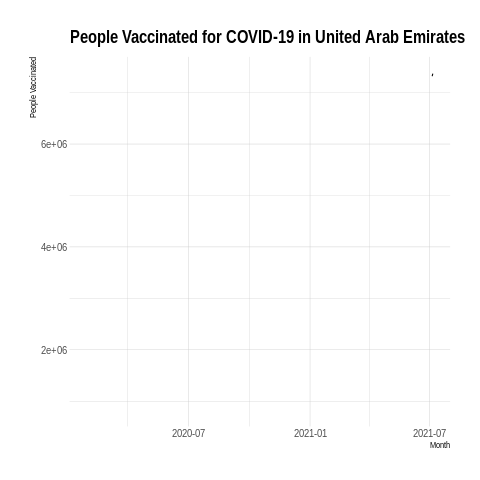 People Vaccinated for COVID-19 in United Arab Emirates
People Vaccinated
6e+06
4e+06
2e+06
2020-07
2021-01
2021-07
Month